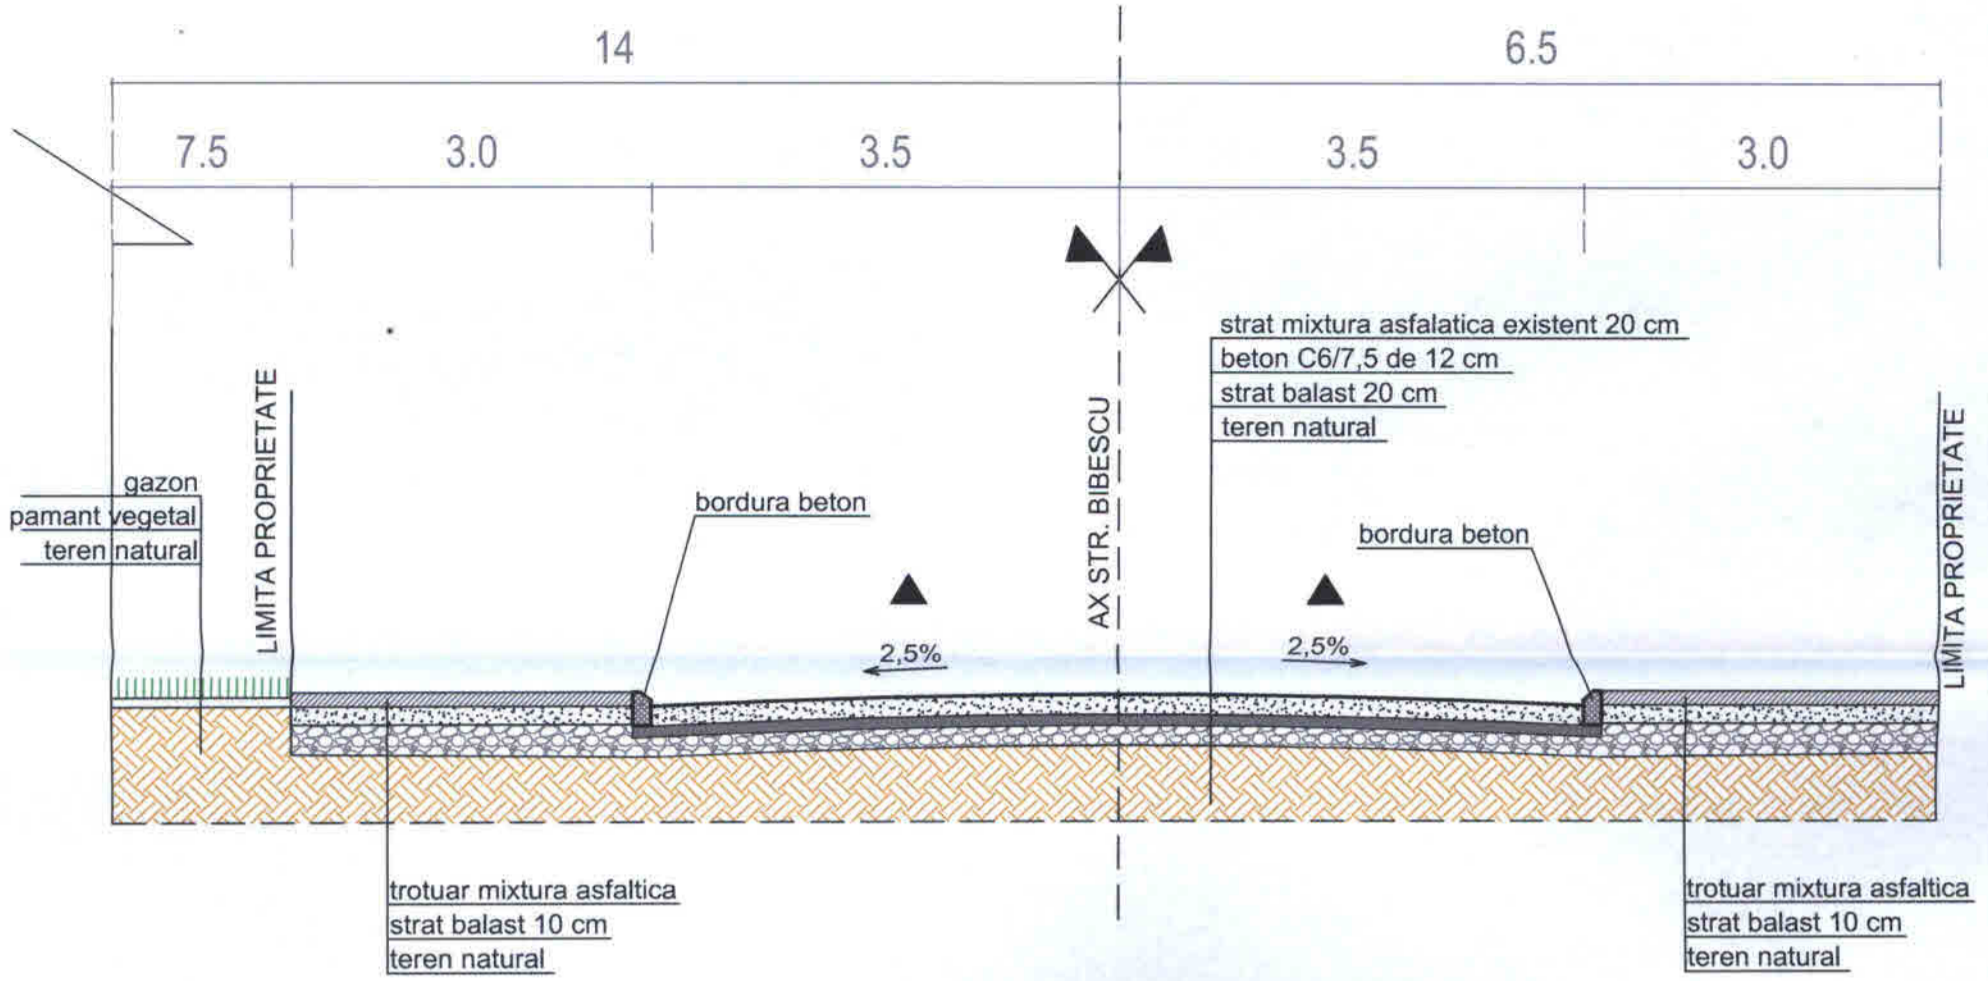 14
6.5
7.5
3.0
3.5
3.5
3.0
strat mixtura asfalatica existent 20 cm
beton C6/7,5 de 12 cm
strat balast 20 cm
teren natural
LIMITA PROPRIETATE
AX STR. BIBESCU
LIMITA PROPRIETATE
gazon
pamant vegetal
teren natural
bordura beton
bordura beton
2,5%
2,5%
trotuar mixtura asfaltica
strat balast 10 cm
teren natural
trotuar mixtura asfaltica
strat balast 10 cm
teren natural